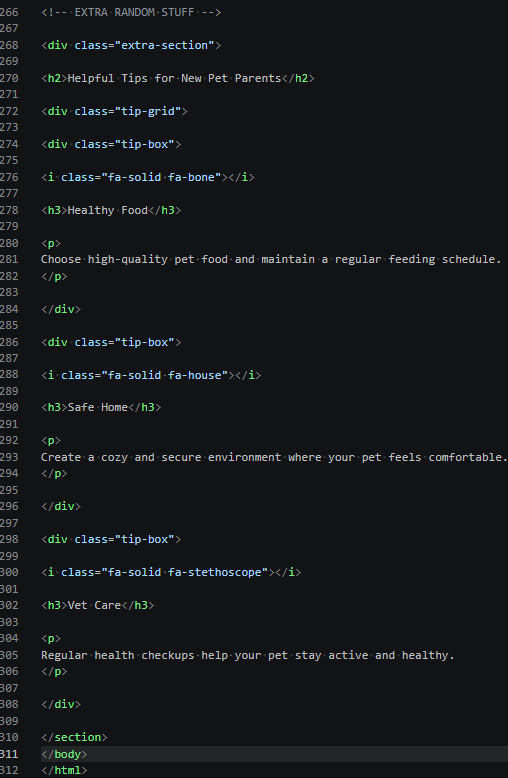 266 <!-- EXTRA RANDOM STUFF -->
267
268 <div class="extra-section">
269
270 <h2>Helpful Tips for New Pet Parents</h2>
271
272 <div class="tip-grid">
273
274 <div class="tip-box">
275
276 <i class="fa-solid fa-bone"></i>
277
278 <h3>Healthy Food</h3>
279
280 <p>
281 Choose high-quality pet food and maintain a regular feeding schedule.
282 </p>
283
284 </div>
285
286 <div class="tip-box">
287
288 <i class="fa-solid fa-house"></i>
289
290 <h3>Safe Home</h3>
291
292 <p>
293 Create a cozy and secure environment where your pet feels comfortable.
294 </p>
295
296 </div>
297
298 <div class="tip-box">
299
300 <i class="fa-solid fa-stethoscope"></i>
301
302 <h3>Vet Care</h3>
303
304 <p>
305 Regular health checkups help your pet stay active and healthy.
306 </p>
307
308 </div>
309
310 </section>
311 </body>
312 </html>